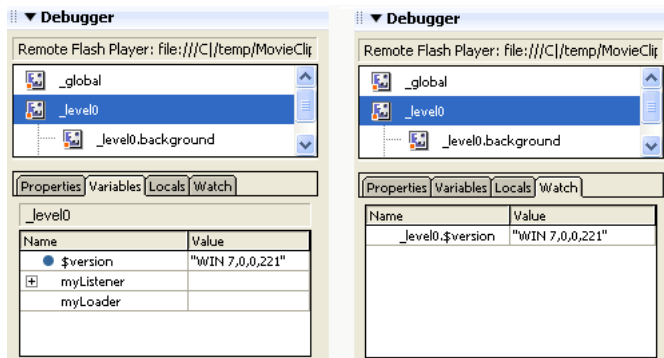 Debugger
Remote Flash Player: file:///C|/temp/MovieClip
_global
_level0
_level0.background
Properties Variables Locals Watch
_level0
Name Value
$version "WIN 7,0,0,221"
myListener
myLoader
Debugger
Remote Flash Player: file:///C|/temp/MovieClip
_global
_level0
_level0.background
Properties Variables Locals Watch
Name Value
_level0.$version "WIN 7,0,0,221"